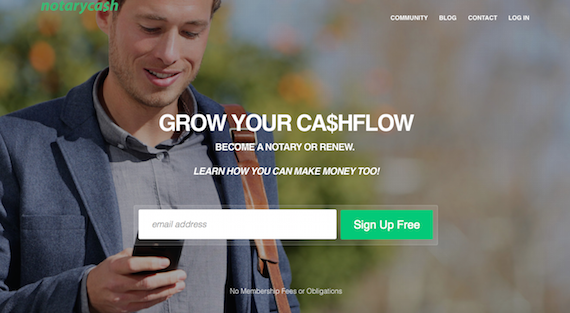 notarycash
COMMUNITY BLOG CONTACT LOG IN
GROW YOUR CA$HFLOW
BECOME A NOTARY OR RENEW.
LEARN HOW YOU CAN MAKE MONEY TOO!
email address
Sign Up Free
No Membership Fees or Obligations